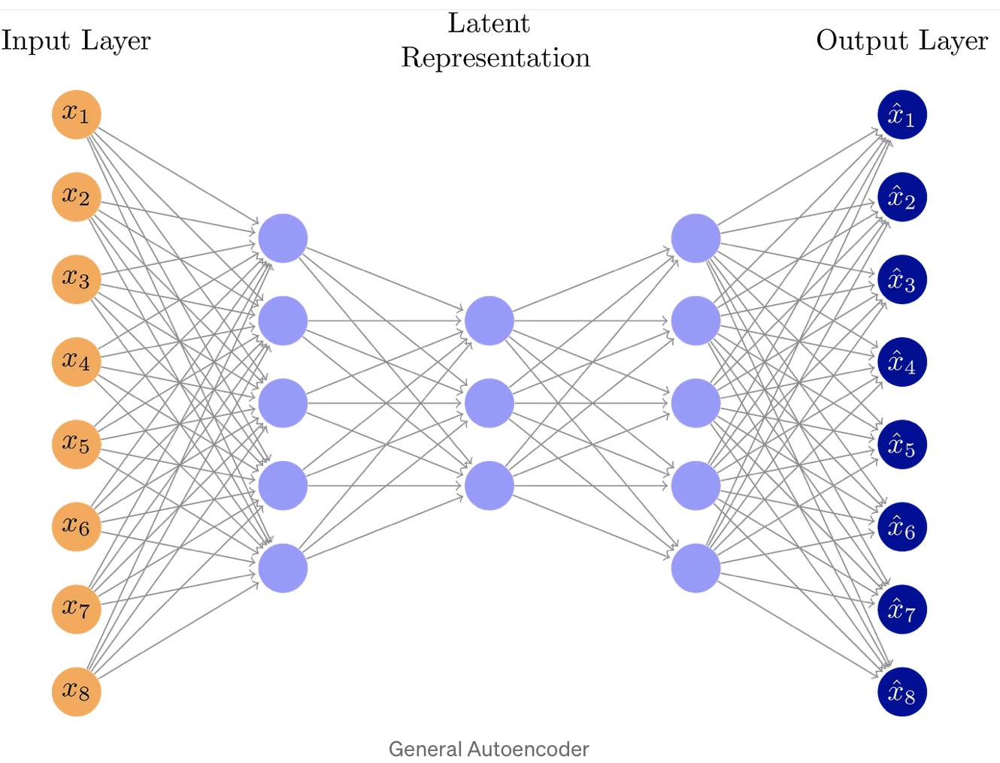 Input Layer
Latent
Representation
Output Layer
x₁
x₂
x₃
x₄
x₅
x₆
x₇
x₈
x̂₁
x̂₂
x̂₃
x̂₄
x̂₅
x̂₆
x̂₇
x̂₈
General Autoencoder